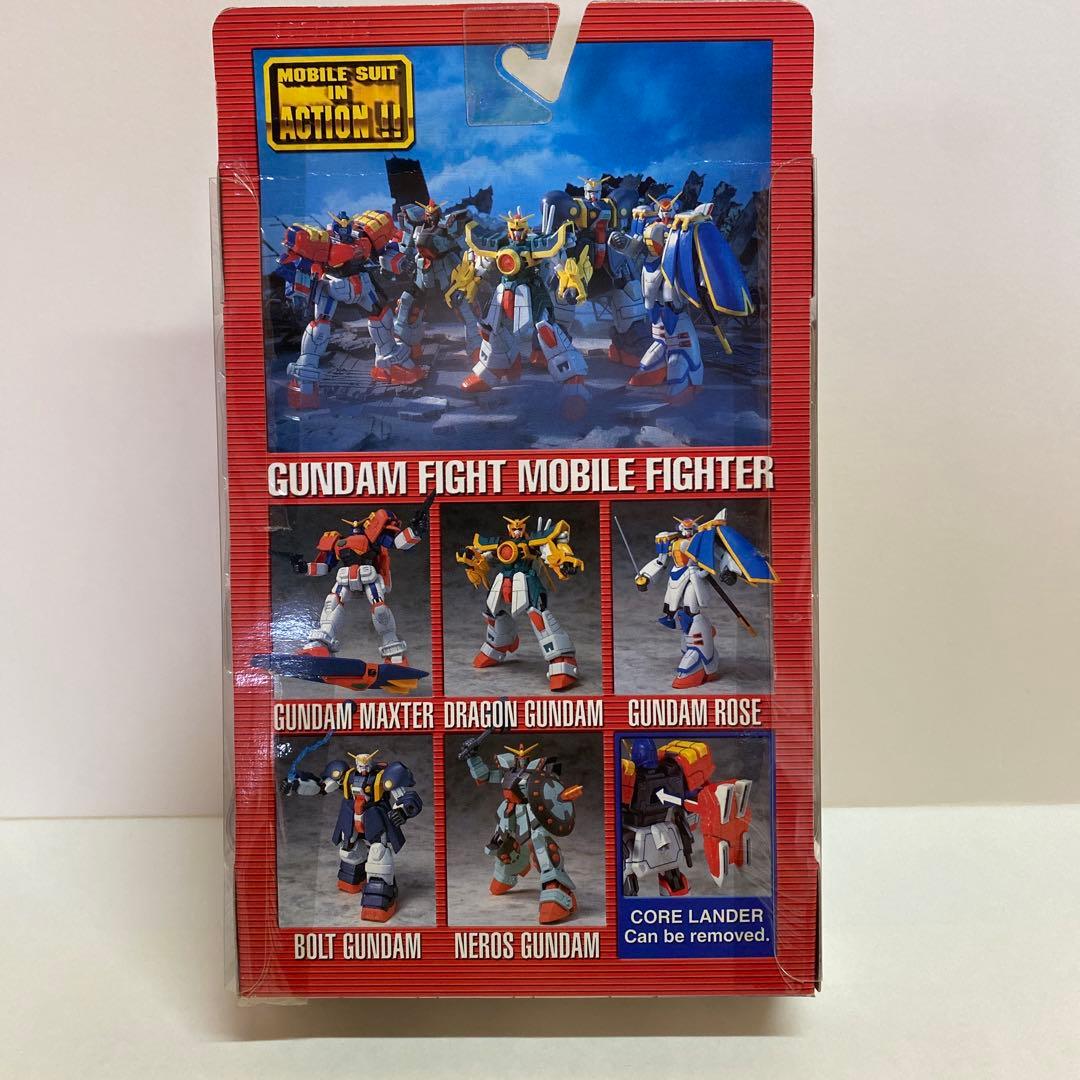 MOBILE SUIT
IN
ACTION!!
GUNDAM FIGHT MOBILE FIGHTER
GUNDAM MAXTER
DRAGON GUNDAM
GUNDAM ROSE
BOLT GUNDAM
NEROS GUNDAM
CORE LANDER
Can be removed.